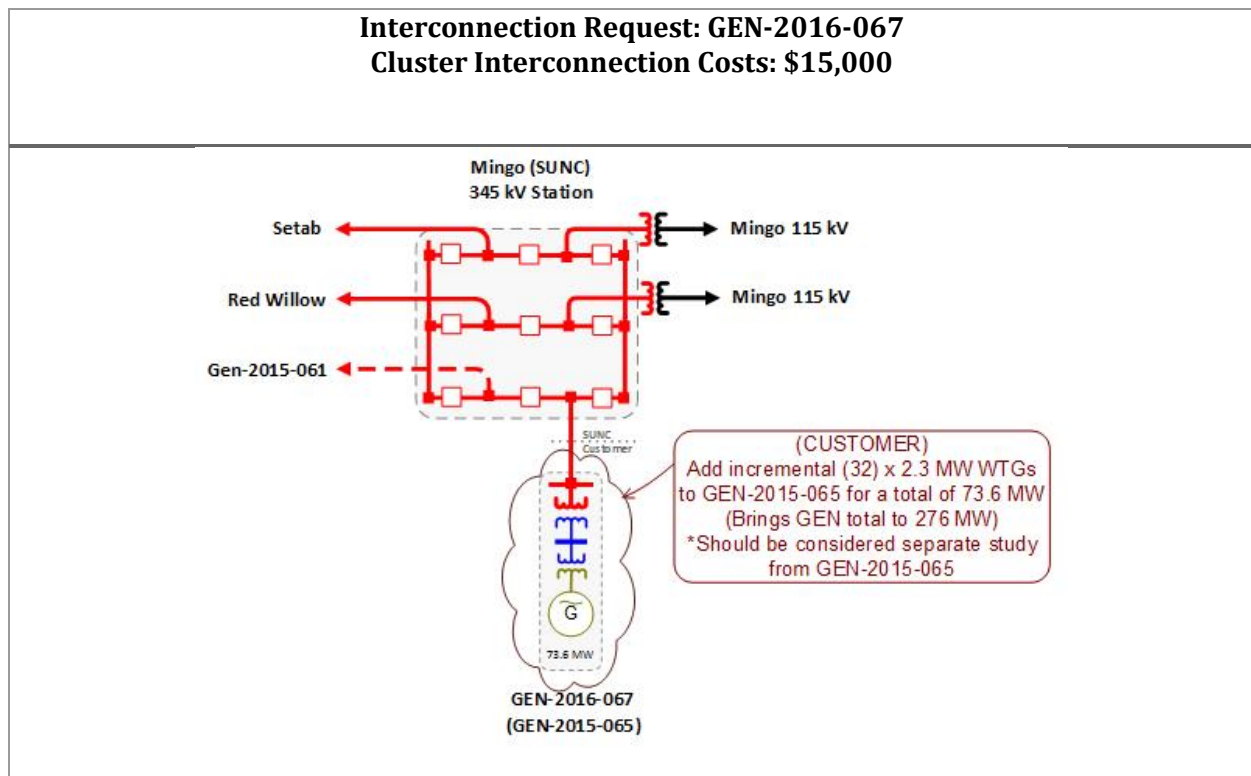 Interconnection Request: GEN-2016-067
Cluster Interconnection Costs: $15,000
Mingo (SUNC)
345 kV Station
Setab
Mingo 115 kV
Red Willow
Mingo 115 kV
Gen-2015-061
SUNC
Customer
(CUSTOMER)
Add incremental (32) x 2.3 MW WTGs
to GEN-2015-065 for a total of 73.6 MW
(Brings GEN total to 276 MW)
*Should be considered separate study
from GEN-2015-065
G
73.6 MW
GEN-2016-067
(GEN-2015-065)